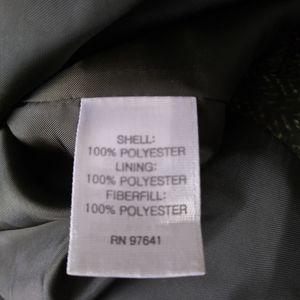 SHELL:
100% POLYESTER
LINING:
100% POLYESTER
FIBERFILL:
100% POLYESTER
RN 97641